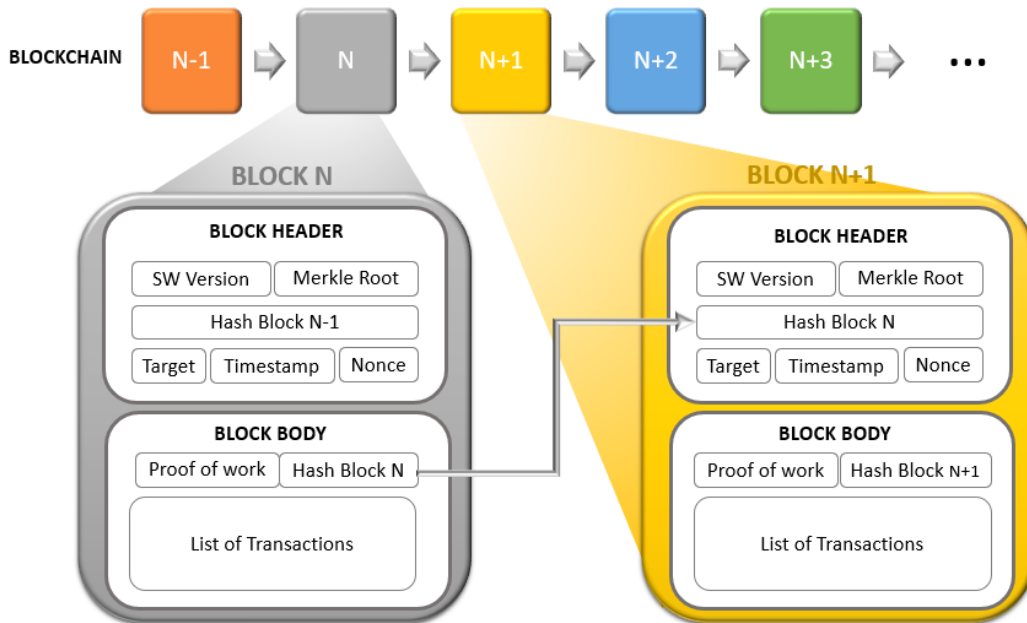 BLOCKCHAIN N-1 N N+1 N+2 N+3 ...
BLOCK N
BLOCK HEADER
SW Version Merkle Root
Hash Block N-1
Target Timestamp Nonce
BLOCK BODY
Proof of work Hash Block N
List of Transactions
BLOCK N+1
BLOCK HEADER
SW Version Merkle Root
Hash Block N
Target Timestamp Nonce
BLOCK BODY
Proof of work Hash Block N+1
List of Transactions